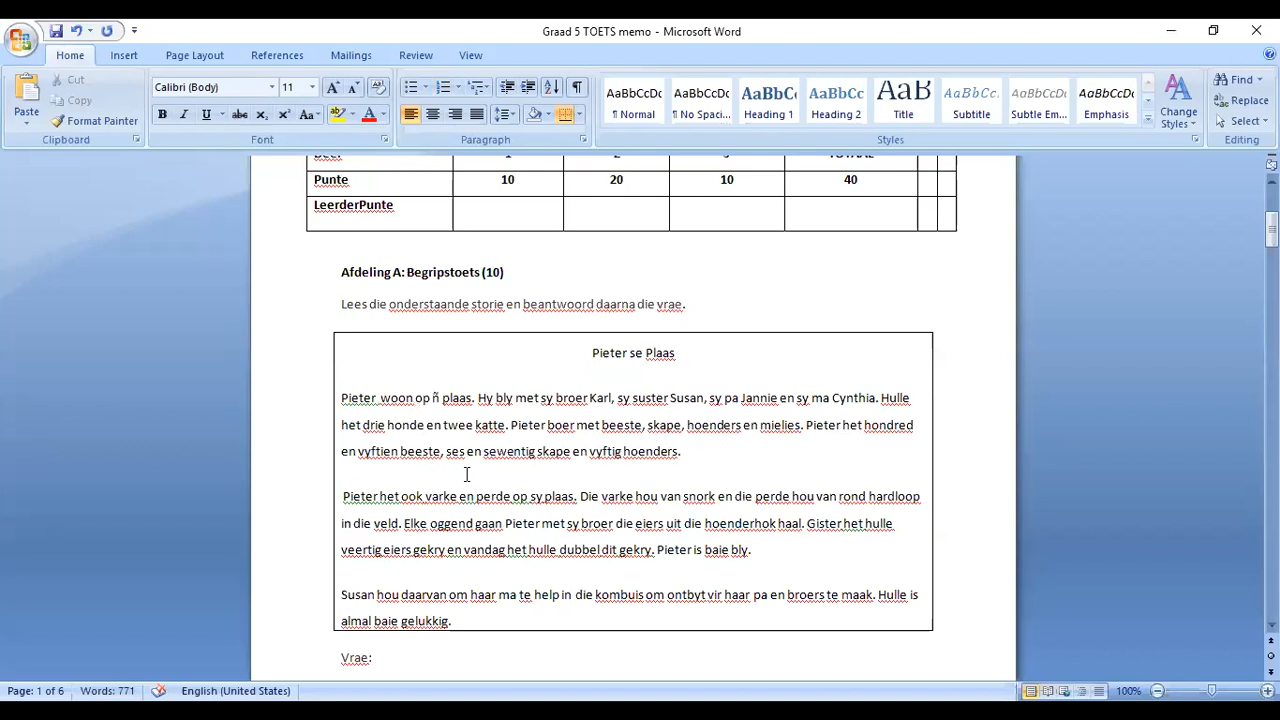 Graad 5 TOETS memo - Microsoft Word
Home Insert Page Layout References Mailings Review View
Paste
Cut
Copy
Format Painter
Clipboard
Calibri (Body) 11
Font
Paragraph
AaBbCcDc AaBbCcDc AaBbCc AaBbCc AaB AaBbCc. AaBbCcDc AaBbCcDc
¶ Normal ¶ No Spaci... Heading 1 Heading 2 Title Subtitle Subtle Em... Emphasis
Change Styles
Styles
Find
Replace
Select
Editing
Punte 10 20 10 40
LeerderPunte
Afdeling A: Begripstoets (10)
Lees die onderstaande storie en beantwoord daarna die vrae.
Pieter se Plaas
Pieter woon op ñ plaas. Hy bly met sy broer Karl, sy suster Susan, sy pa Jannie en sy ma Cynthia. Hulle
het drie honde en twee katte. Pieter boer met beeste, skape, hoenders en mielies. Pieter het hondred
en vyftien beeste, ses en sewentig skape en vyftig hoenders.
Pieter het ook varke en perde op sy plaas. Die varke hou van snork en die perde hou van rond hardloop
in die veld. Elke oggend gaan Pieter met sy broer die eiers uit die hoenderhok haal. Gister het hulle
veertig eiers gekry en vandag het hulle dubbel dit gekry. Pieter is baie bly.
Susan hou daarvan om haar ma te help in die kombuis om ontbyt vir haar pa en broers te maak. Hulle is
almal baie gelukkig.
Vrae:
Page: 1 of 6 Words: 771 English (United States) 100%